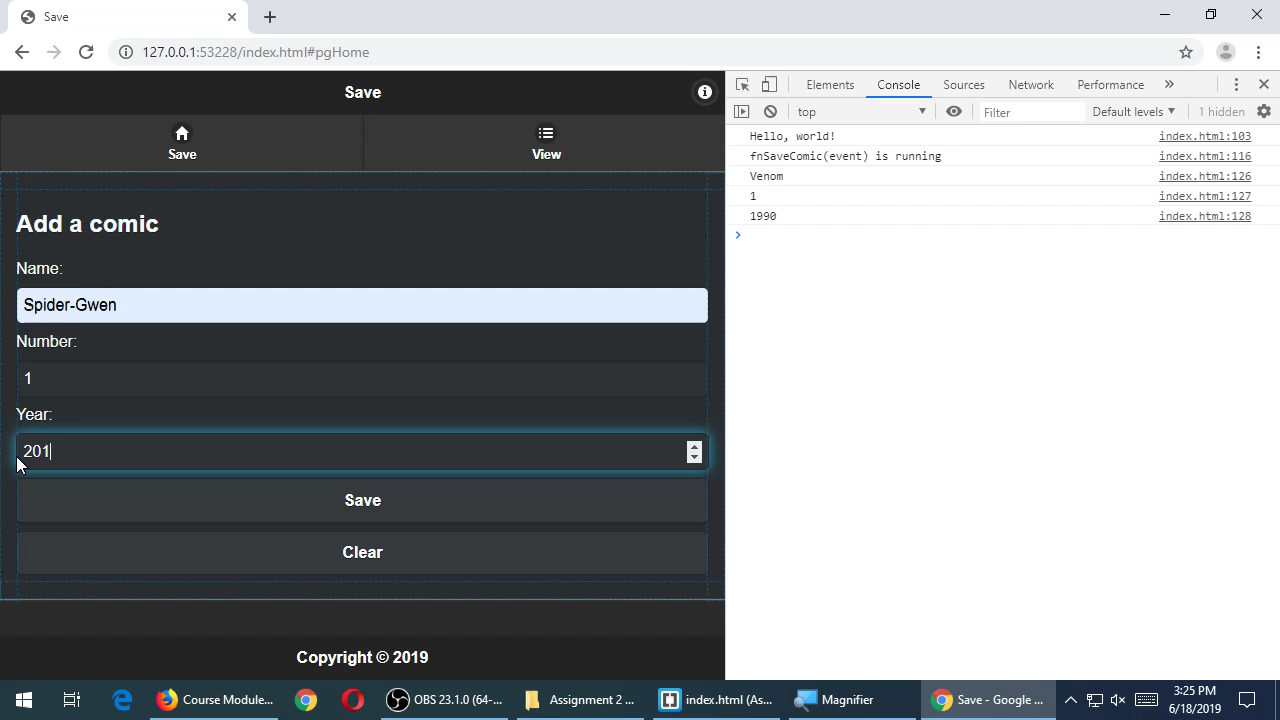 Save
127.0.0.1:53228/index.html#pgHome
Save
Save
View
Add a comic
Name:
Spider-Gwen
Number:
1
Year:
201
Save
Clear
Copyright © 2019
Elements Console Sources Network Performance »
top Filter Default levels 1 hidden
Hello, world! index.html:103
fnSaveComic(event) is running index.html:116
Venom index.html:126
1 index.html:127
1990 index.html:128
Course Module... OBS 23.1.0 (64-... Assignment 2 ... index.html (As... Magnifier Save - Google ...
3:25 PM
6/18/2019